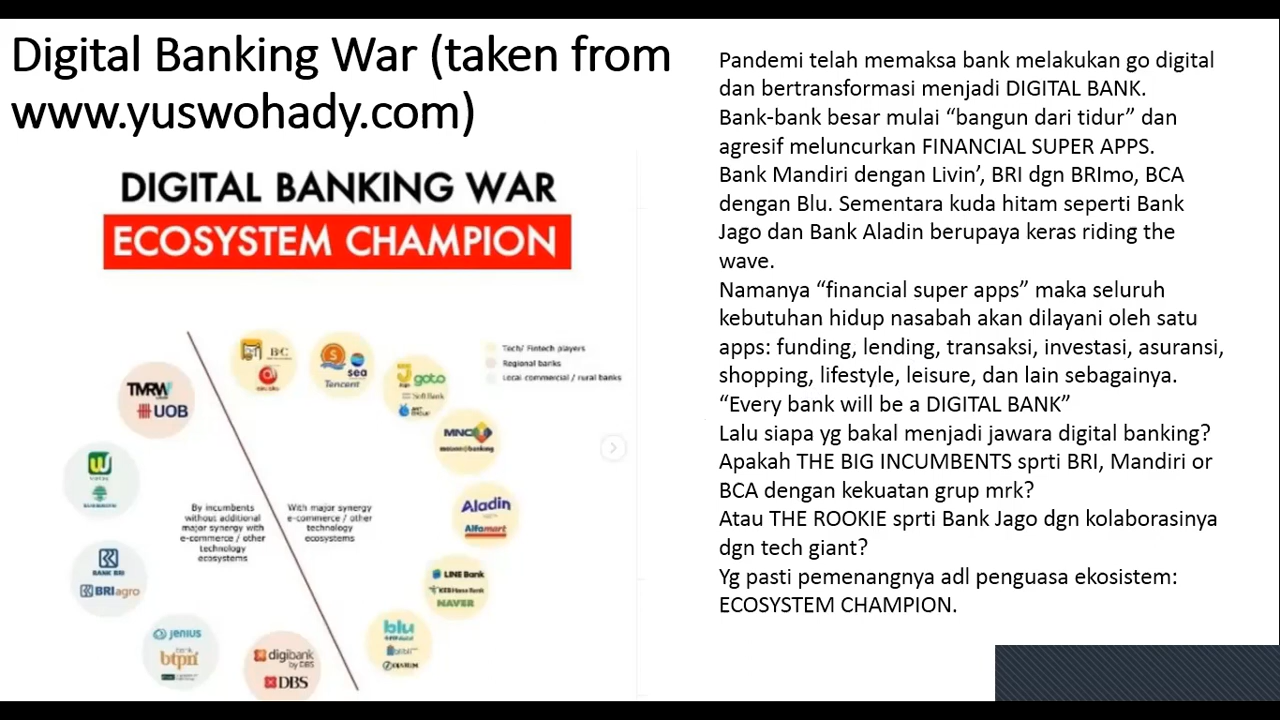 Digital Banking War (taken from
www.yuswohady.com)
DIGITAL BANKING WAR
ECOSYSTEM CHAMPION
Tech/ Fintech players
Regional banks
Local commercial / rural banks
TMRW
UOB
BANK BRI
BRI agro
jenius
bank
btpn
digibank
by DBS
DBS
sea
Tencent
goto
SoftBank
MNC
Aladin
Alfamart
LINE Bank
KEB Hana Bank
NAVER
blu
By incumbents
without additional
major synergy with
e-commerce / other
technology
ecosystems
With major synergy
e-commerce / other
technology
ecosystems
Pandemi telah memaksa bank melakukan go digital
dan bertransformasi menjadi DIGITAL BANK.
Bank-bank besar mulai “bangun dari tidur” dan
agresif meluncurkan FINANCIAL SUPER APPS.
Bank Mandiri dengan Livin’, BRI dgn BRImo, BCA
dengan Blu. Sementara kuda hitam seperti Bank
Jago dan Bank Aladin berupaya keras riding the
wave.
Namanya “financial super apps” maka seluruh
kebutuhan hidup nasabah akan dilayani oleh satu
apps: funding, lending, transaksi, investasi, asuransi,
shopping, lifestyle, leisure, dan lain sebagainya.
“Every bank will be a DIGITAL BANK”
Lalu siapa yg bakal menjadi jawara digital banking?
Apakah THE BIG INCUMBENTS sprti BRI, Mandiri or
BCA dengan kekuatan grup mrk?
Atau THE ROOKIE sprti Bank Jago dgn kolaborasinya
dgn tech giant?
Yg pasti pemenangnya adl penguasa ekosistem:
ECOSYSTEM CHAMPION.